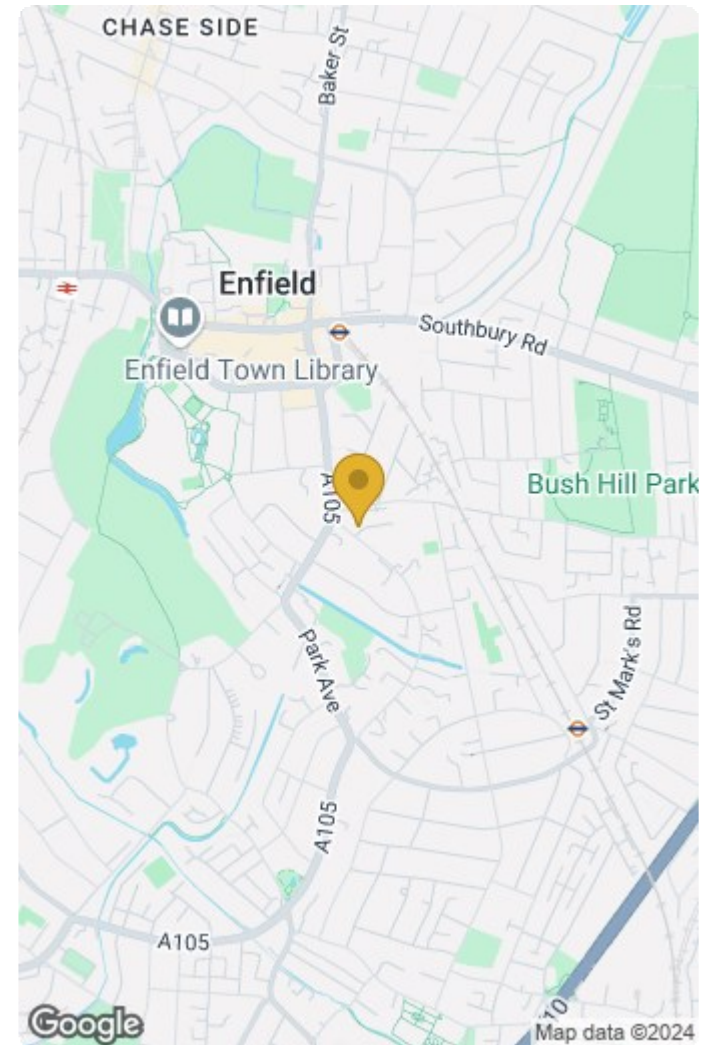 CHASE SIDE
Baker St
Enfield
Southbury Rd
Enfield Town Library
A105
Bush Hill Park
Park Ave
St Mark's Rd
A105
A105
10
Google
Map data ©2024